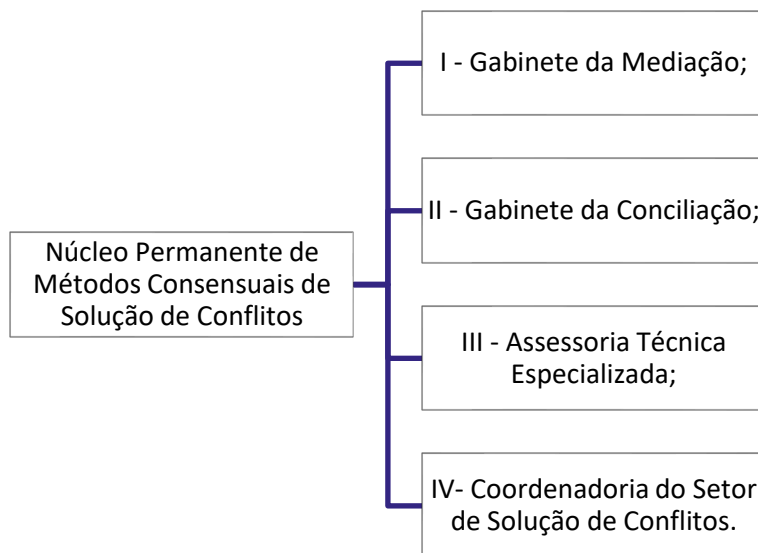 Núcleo Permanente de
Métodos Consensuais de
Solução de Conflitos
I - Gabinete da Mediação;
II - Gabinete da Conciliação;
III - Assessoria Técnica
Especializada;
IV- Coordenadoria do Setor
de Solução de Conflitos.